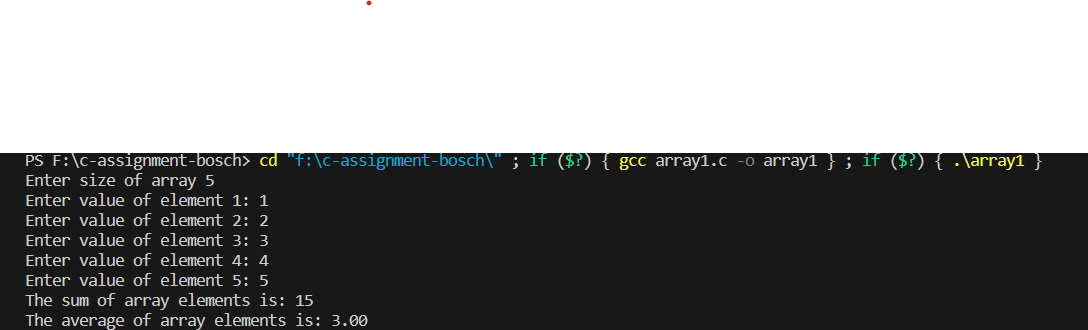 PS F:\c-assignment-bosch> cd "f:\c-assignment-bosch\" ; if ($?) { gcc array1.c -o array1 } ; if ($?) { .\array1 }
Enter size of array 5
Enter value of element 1: 1
Enter value of element 2: 2
Enter value of element 3: 3
Enter value of element 4: 4
Enter value of element 5: 5
The sum of array elements is: 15
The average of array elements is: 3.00